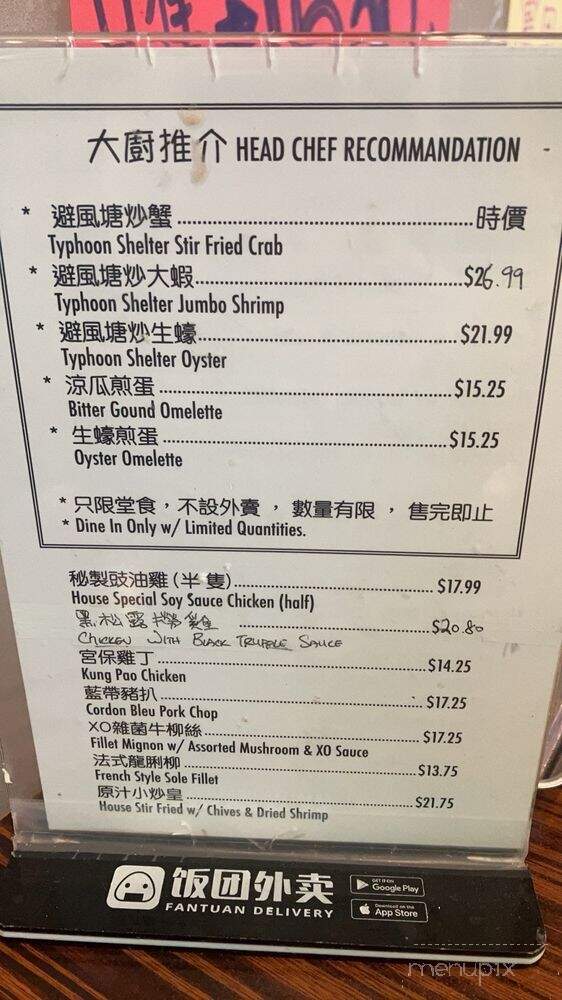 大廚推介 HEAD CHEF RECOMMANDATION
* 避風塘炒蟹 ........ 時價
Typhoon Shelter Stir Fried Crab
* 避風塘炒大蝦 ........ $26.99
Typhoon Shelter Jumbo Shrimp
* 避風塘炒生蠔 ........ $21.99
Typhoon Shelter Oyster
* 涼瓜煎蛋 ........ $15.25
Bitter Gound Omelette
* 生蠔煎蛋 ........ $15.25
Oyster Omelette
* 只限堂食，不設外賣，數量有限，售完即止
* Dine In Only w/ Limited Quantities.
秘製豉油雞 (半隻) ........ $17.99
House Special Soy Sauce Chicken (half)
黑松露撈雞 ........ $20.80
CHICKEN WITH BLACK TRUFFLE SAUCE
宮保雞丁 ........ $14.25
Kung Pao Chicken
藍帶豬扒 ........ $17.25
Cordon Bleu Pork Chop
XO雜菌牛柳絲 ........ $17.25
Fillet Mignon w/ Assorted Mushroom & XO Sauce
法式龍脷柳 ........ $13.75
French Style Sole Fillet
原汁小炒皇 ........ $21.75
House Stir Fried w/ Chives & Dried Shrimp
饭团外卖
FANTUAN DELIVERY
GET IT ON
Google Play
Download on the
App Store
menupix